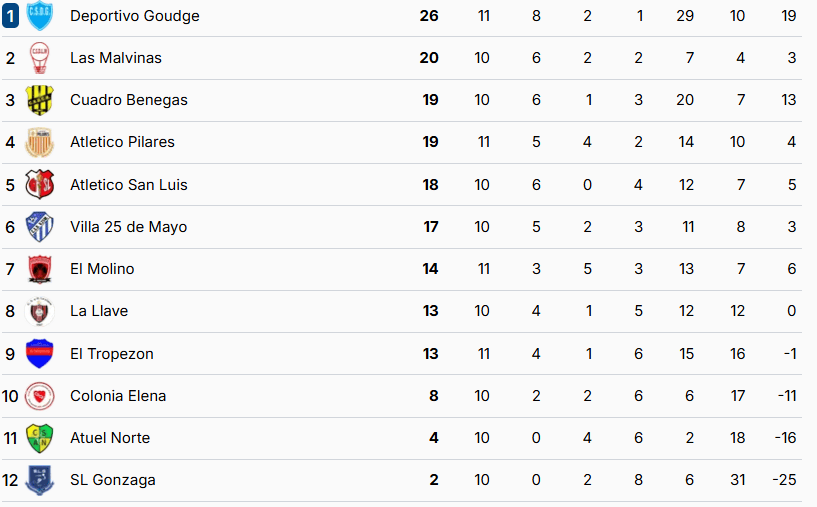 1 C.S.D.G. Deportivo Goudge 26 11 8 2 1 29 10 19
2 Las Malvinas 20 10 6 2 2 7 4 3
3 Cuadro Benegas 19 10 6 1 3 20 7 13
4 Atletico Pilares 19 11 5 4 2 14 10 4
5 Atletico San Luis 18 10 6 0 4 12 7 5
6 Villa 25 de Mayo 17 10 5 2 3 11 8 3
7 El Molino 14 11 3 5 3 13 7 6
8 La Llave 13 10 4 1 5 12 12 0
9 El Tropezon 13 11 4 1 6 15 16 -1
10 Colonia Elena 8 10 2 2 6 6 17 -11
11 C S A N Atuel Norte 4 10 0 4 6 2 18 -16
12 SL Gonzaga 2 10 0 2 8 6 31 -25